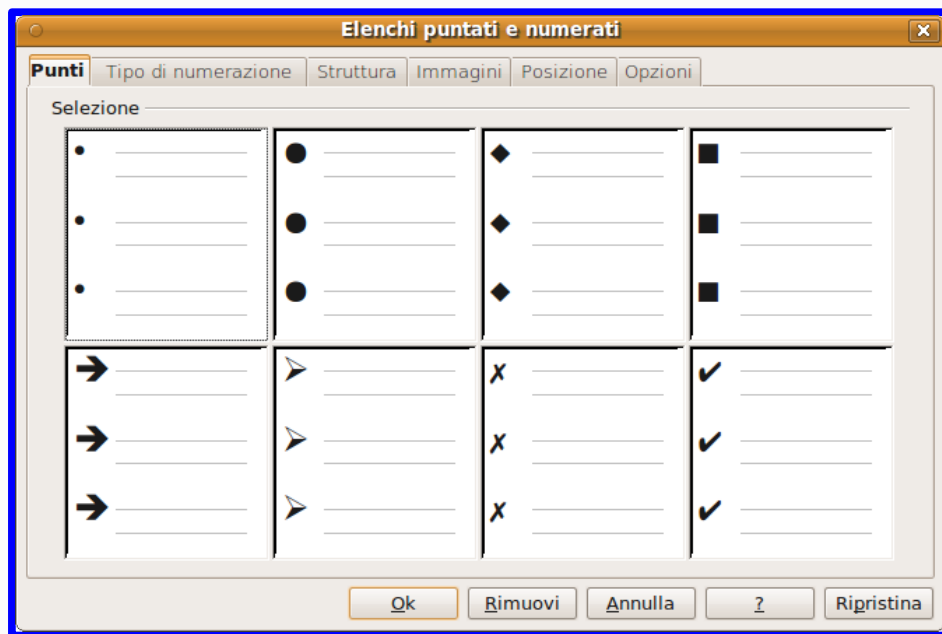 Elenchi puntati e numerati
Punti Tipo di numerazione Struttura Immagini Posizione Opzioni
Selezione
Ok Rimuovi Annulla ? Ripristina